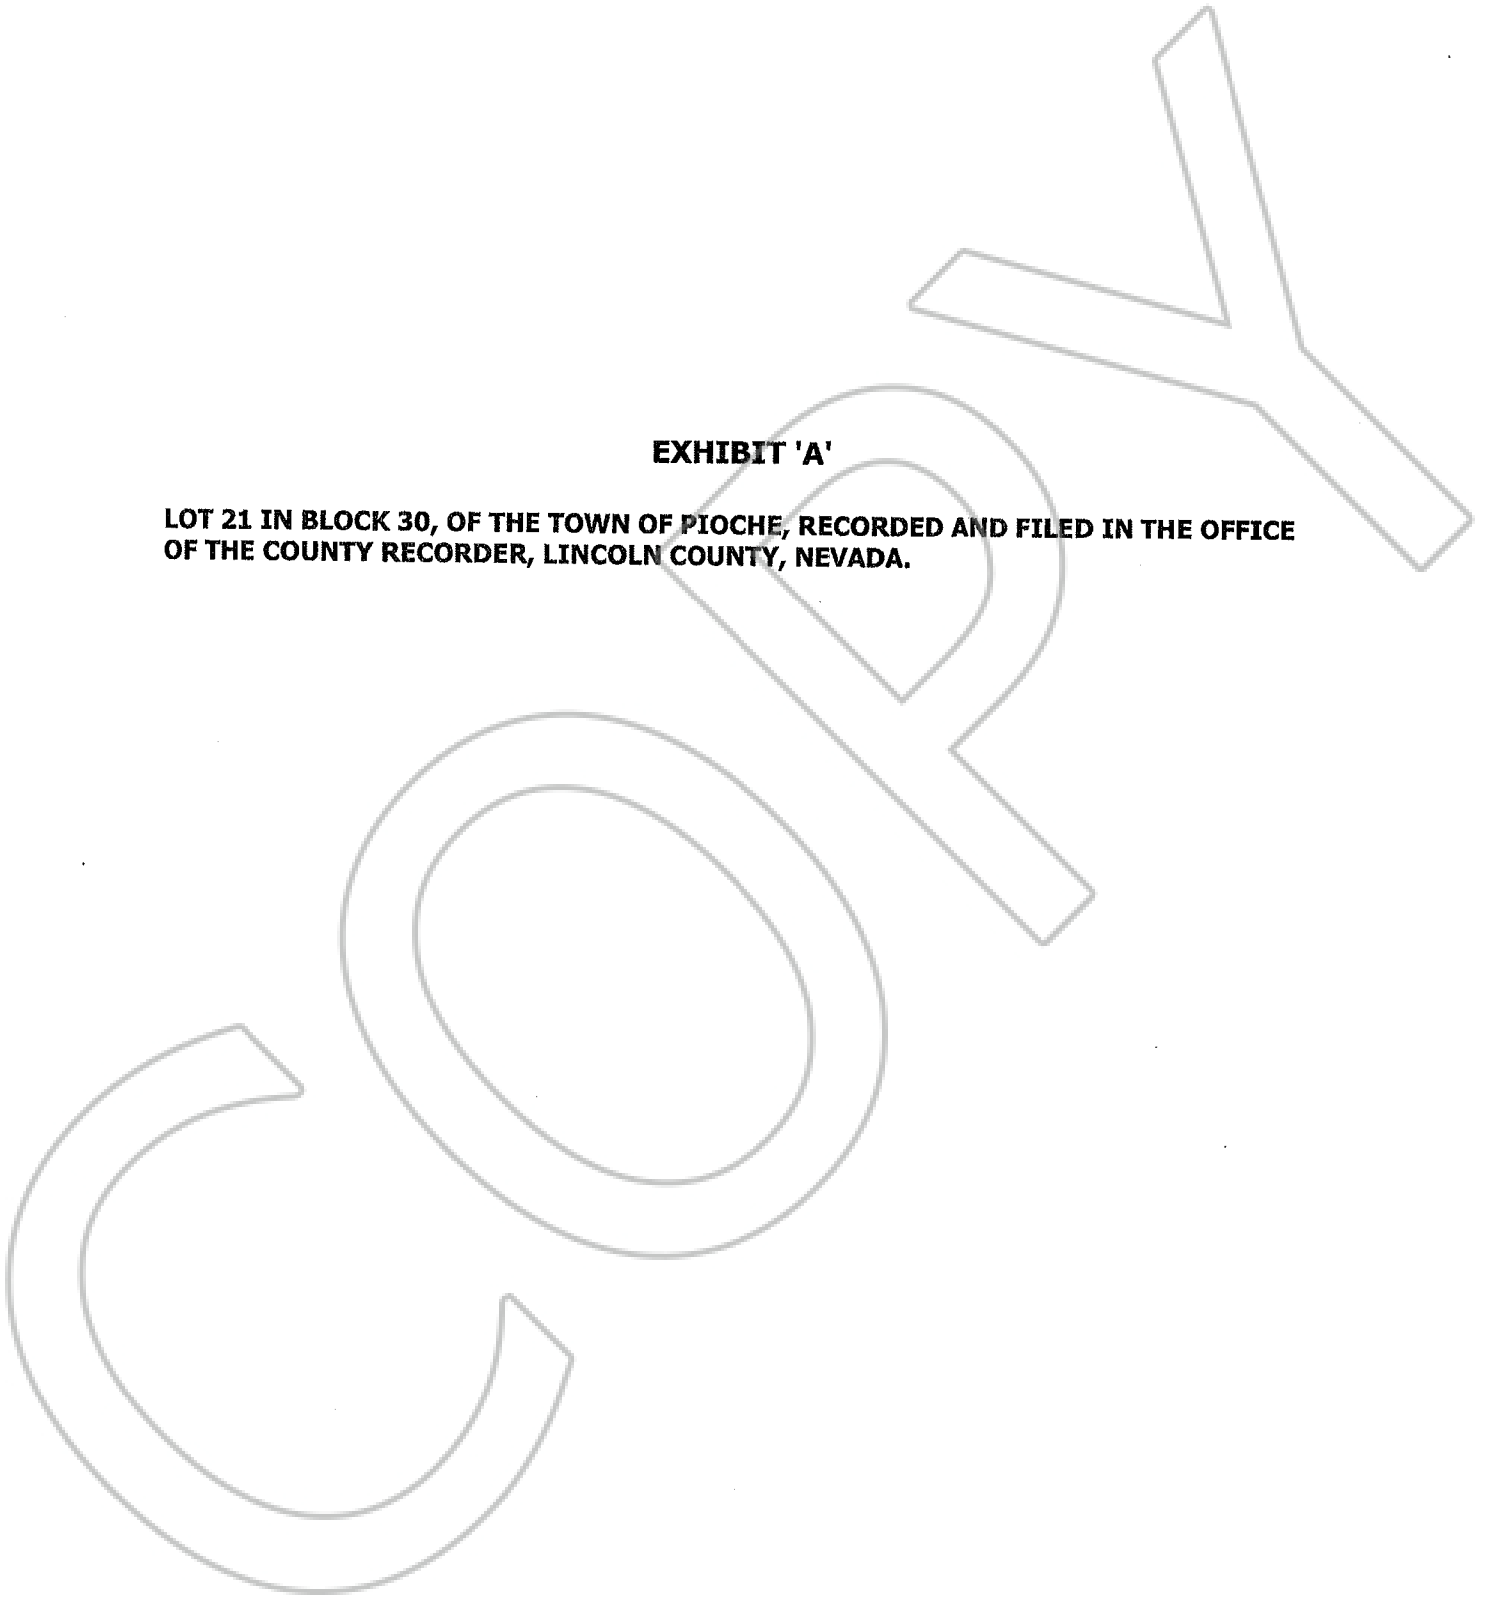 EXHIBIT 'A'
LOT 21 IN BLOCK 30, OF THE TOWN OF PIOCHE, RECORDED AND FILED IN THE OFFICE
OF THE COUNTY RECORDER, LINCOLN COUNTY, NEVADA.
COPY